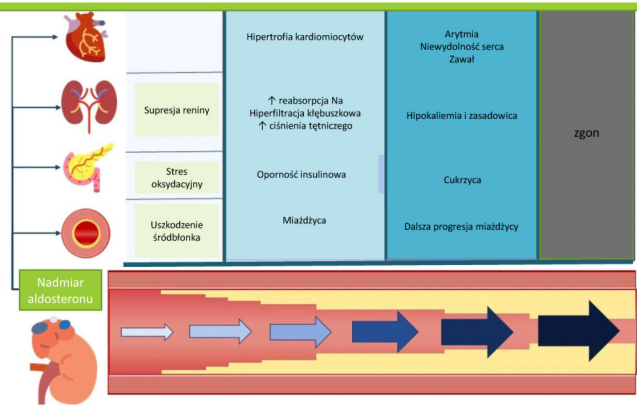 Hipertrofia kardiomiocytów
Arytmia
Niewydolność serca
Zawał
Supresja reniny
↑ reabsorpcja Na
Hiperfiltracja kłębuszkowa
↑ ciśnienia tętniczego
Hipokaliemia i zasadowica
zgon
Stres
oksydacyjny
Oporność insulinowa
Cukrzyca
Uszkodzenie
śródbłonka
Miażdżyca
Dalsza progresja miażdżycy
Nadmiar
aldosteronu